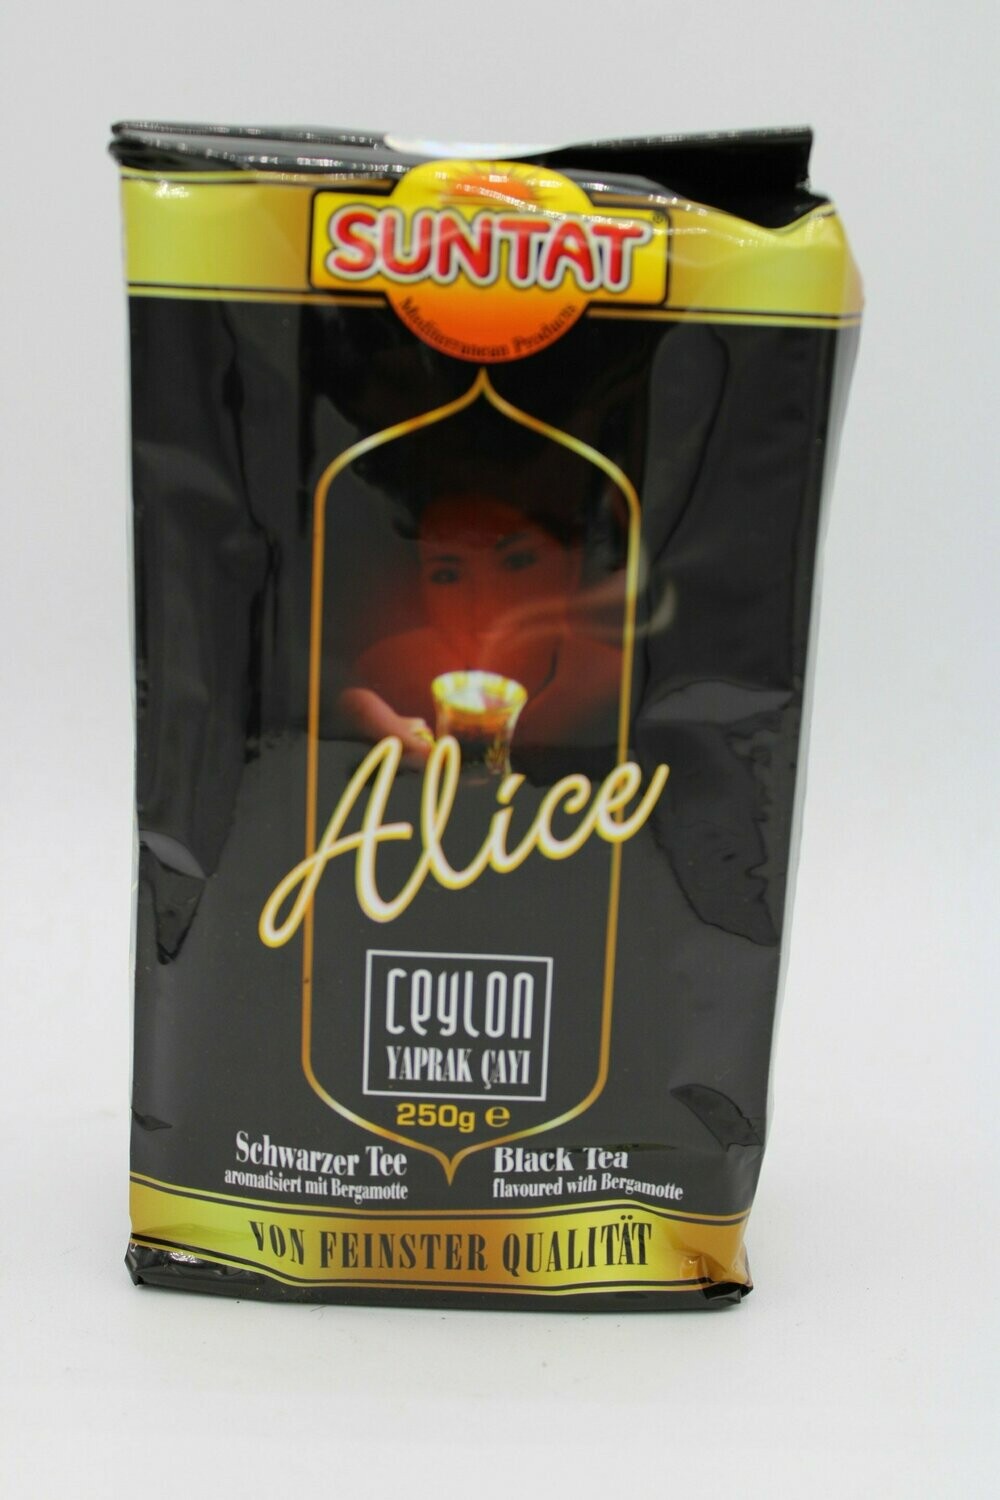 SUNTAT®
Mediterranean Products
Alice
CEYLON
YAPRAK ÇAYI
250g ℮
Schwarzer Tee
aromatisiert mit Bergamotte
Black Tea
flavoured with Bergamotte
VON FEINSTER QUALITÄT